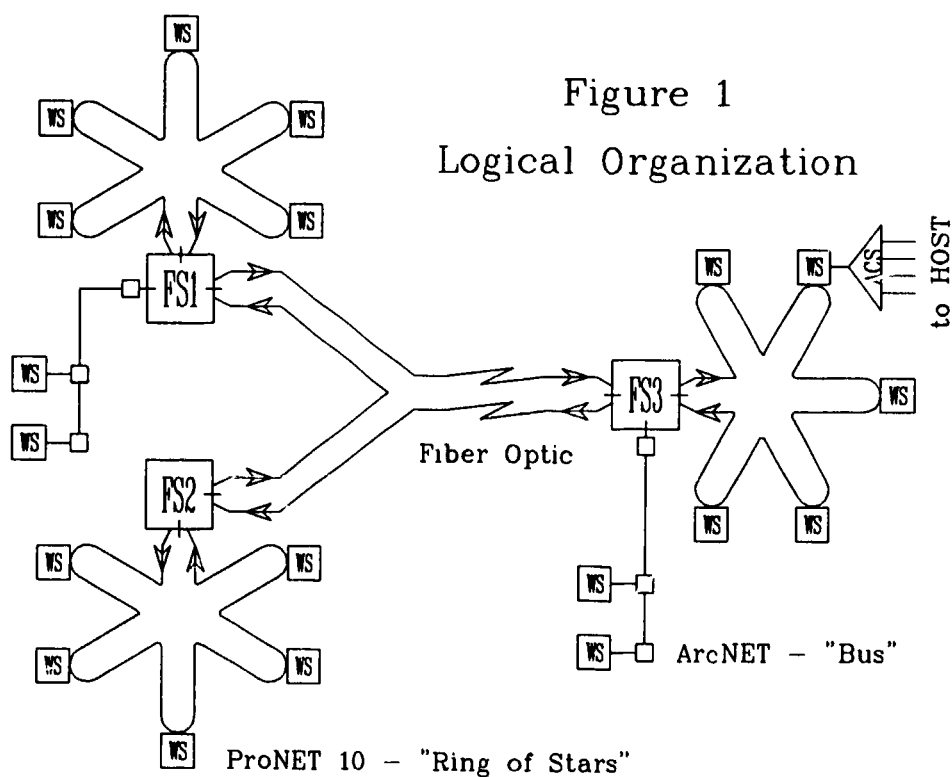 WS
Figure 1
WS
WS
Logical Organization
WS
WS
FS1
WS
WS
ACS
to HOST
WS
WS
FS3
WS
Fiber Optic
FS2
WS
WS
WS
WS
WS
WS
WS
WS
WS
ArcNET - "Bus"
WS
ProNET 10 - "Ring of Stars"